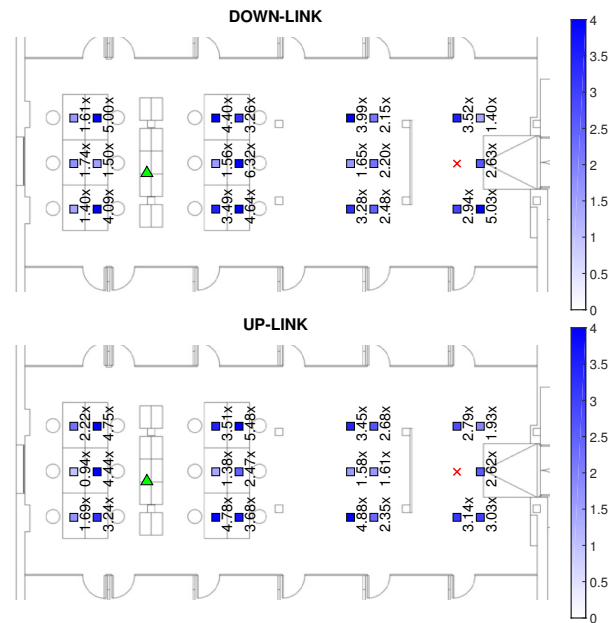 DOWN-LINK
1.61x 5.00x 4.40x 3.26x 3.99x 2.15x 3.52x 1.40x
1.74x 1.50x 1.56x 6.32x 1.65x 2.20x 2.63x
1.40x 4.09x 3.49x 4.64x 3.28x 2.48x 2.94x 5.03x
4
3.5
3
2.5
2
1.5
1
0.5
0
UP-LINK
2.22x 4.75x 3.51x 5.48x 3.45x 2.68x 2.79x 1.93x
0.94x 4.44x 1.38x 2.47x 1.58x 1.61x 2.62x
1.69x 3.24x 4.78x 3.68x 4.88x 2.35x 3.14x 3.03x
4
3.5
3
2.5
2
1.5
1
0.5
0